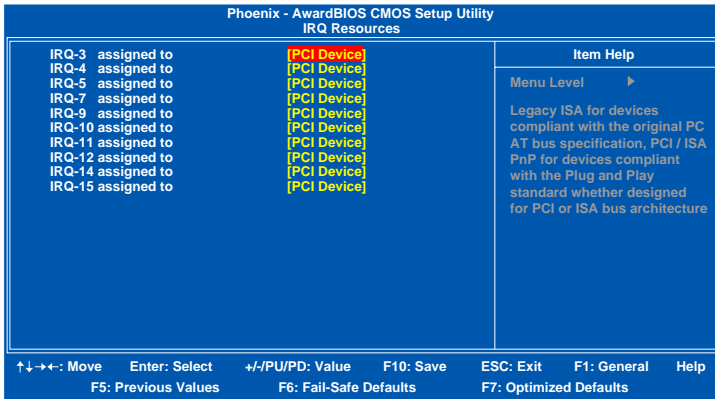 Phoenix - AwardBIOS CMOS Setup Utility
IRQ Resources
IRQ-3 assigned to [PCI Device]
IRQ-4 assigned to [PCI Device]
IRQ-5 assigned to [PCI Device]
IRQ-7 assigned to [PCI Device]
IRQ-9 assigned to [PCI Device]
IRQ-10 assigned to [PCI Device]
IRQ-11 assigned to [PCI Device]
IRQ-12 assigned to [PCI Device]
IRQ-14 assigned to [PCI Device]
IRQ-15 assigned to [PCI Device]
Item Help
Menu Level ▶
Legacy ISA for devices
compliant with the original PC
AT bus specification, PCI / ISA
PnP for devices compliant
with the Plug and Play
standard whether designed
for PCI or ISA bus architecture
↑↓→←: Move Enter: Select +/-/PU/PD: Value F10: Save ESC: Exit F1: General Help
F5: Previous Values F6: Fail-Safe Defaults F7: Optimized Defaults